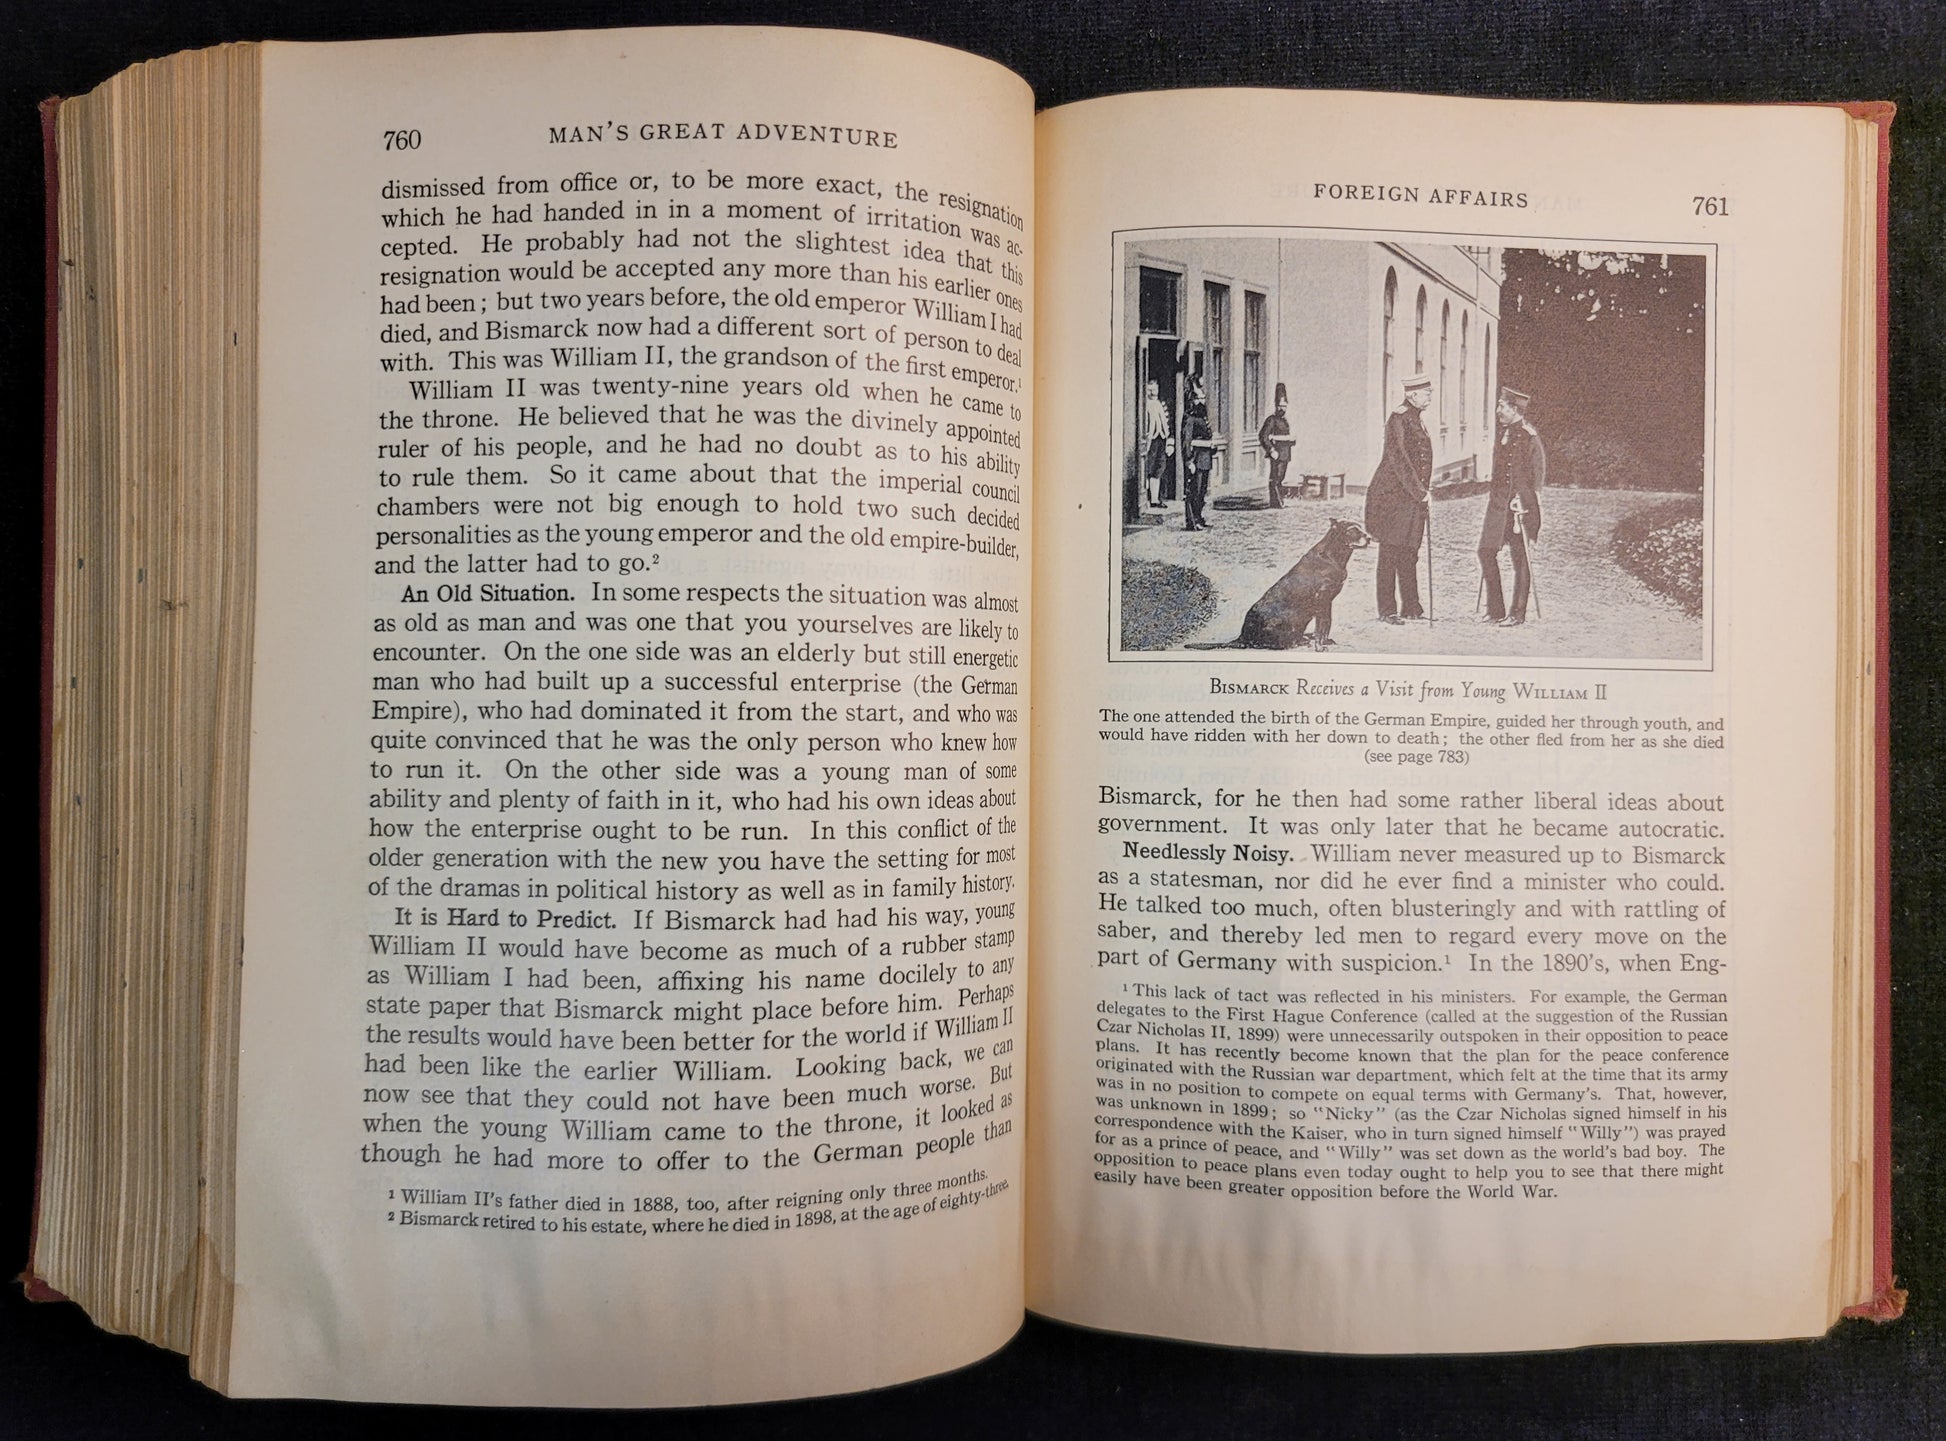 760
MAN'S GREAT ADVENTURE
dismissed from office or, to be more exact, the resignation
which he had handed in in a moment of irritation was ac-
cepted. He probably had not the slightest idea that this
resignation would be accepted any more than his earlier ones
had been; but two years before, the old emperor William I had
died, and Bismarck now had a different sort of person to deal
with. This was William II, the grandson of the first emperor.¹
William II was twenty-nine years old when he came to
the throne. He believed that he was the divinely appointed
ruler of his people, and he had no doubt as to his ability
to rule them. So it came about that the imperial council
chambers were not big enough to hold two such decided
personalities as the young emperor and the old empire-builder,
and the latter had to go.²
An Old Situation. In some respects the situation was almost
as old as man and was one that you yourselves are likely to
encounter. On the one side was an elderly but still energetic
man who had built up a successful enterprise (the German
Empire), who had dominated it from the start, and who was
quite convinced that he was the only person who knew how
to run it. On the other side was a young man of some
ability and plenty of faith in it, who had his own ideas about
how the enterprise ought to be run. In this conflict of the
older generation with the new you have the setting for most
of the dramas in political history as well as in family history.
It is Hard to Predict. If Bismarck had had his way, young
William II would have become as much of a rubber stamp
as William I had been, affixing his name docilely to any
state paper that Bismarck might place before him. Perhaps
the results would have been better for the world if William II
had been like the earlier William. Looking back, we can
now see that they could not have been much worse. But
when the young William came to the throne, it looked as
though he had more to offer to the German people than
¹ William II's father died in 1888, too, after reigning only three months.
² Bismarck retired to his estate, where he died in 1898, at the age of eighty-three.
FOREIGN AFFAIRS
761
BISMARCK Receives a Visit from Young WILLIAM II
The one attended the birth of the German Empire, guided her through youth, and
would have ridden with her down to death; the other fled from her as she died
(see page 783)
Bismarck, for he then had some rather liberal ideas about
government. It was only later that he became autocratic.
Needlessly Noisy. William never measured up to Bismarck
as a statesman, nor did he ever find a minister who could.
He talked too much, often blusteringly and with rattling of
saber, and thereby led men to regard every move on the
part of Germany with suspicion.¹ In the 1890's, when Eng-
¹ This lack of tact was reflected in his ministers. For example, the German
delegates to the First Hague Conference (called at the suggestion of the Russian
Czar Nicholas II, 1899) were unnecessarily outspoken in their opposition to peace
plans. It has recently become known that the plan for the peace conference
originated with the Russian war department, which felt at the time that its army
was in no position to compete on equal terms with Germany's. That, however,
was unknown in 1899; so "Nicky" (as the Czar Nicholas signed himself in his
correspondence with the Kaiser, who in turn signed himself "Willy") was prayed
for as a prince of peace, and "Willy" was set down as the world's bad boy. The
opposition to peace plans even today ought to help you to see that there might
easily have been greater opposition before the World War.